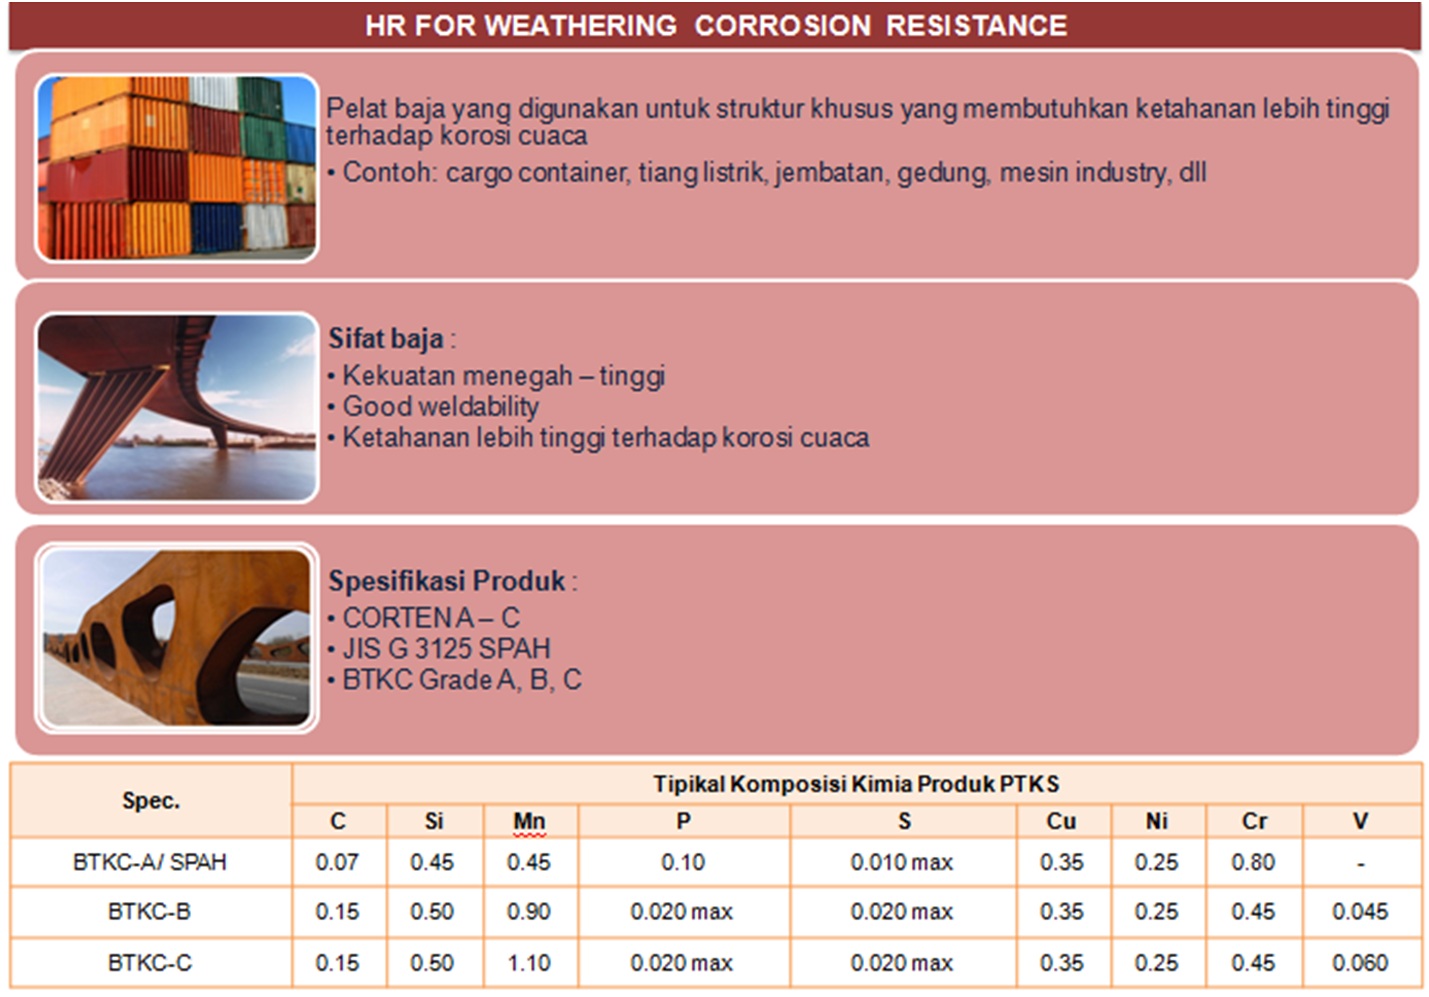 HR FOR WEATHERING CORROSION RESISTANCE
Pelat baja yang digunakan untuk struktur khusus yang membutuhkan ketahanan lebih tinggi
terhadap korosi cuaca
• Contoh: cargo container, tiang listrik, jembatan, gedung, mesin industry, dll
Sifat baja :
• Kekuatan menegah – tinggi
• Good weldability
• Ketahanan lebih tinggi terhadap korosi cuaca
Spesifikasi Produk :
• CORTEN A – C
• JIS G 3125 SPAH
• BTKC Grade A, B, C
Spec. Tipikal Komposisi Kimia Produk PTKS
C Si Mn P S Cu Ni Cr V
BTKC-A/ SPAH 0.07 0.45 0.45 0.10 0.010 max 0.35 0.25 0.80 -
BTKC-B 0.15 0.50 0.90 0.020 max 0.020 max 0.35 0.25 0.45 0.045
BTKC-C 0.15 0.50 1.10 0.020 max 0.020 max 0.35 0.25 0.45 0.060